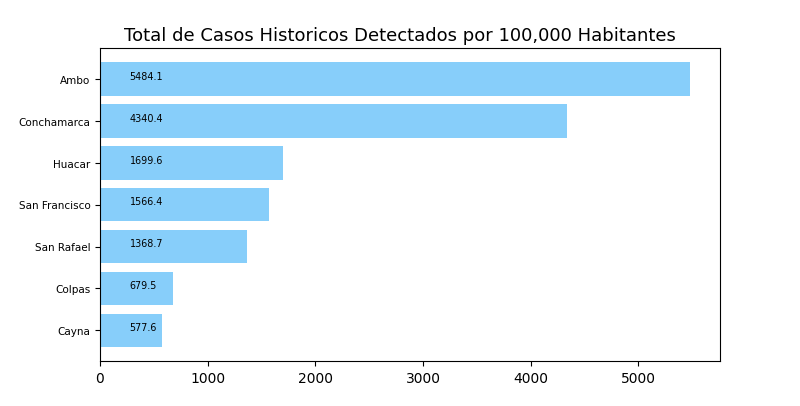 Total de Casos Historicos Detectados por 100,000 Habitantes
Ambo 5484.1
Conchamarca 4340.4
Huacar 1699.6
San Francisco 1566.4
San Rafael 1368.7
Colpas 679.5
Cayna 577.6
0 1000 2000 3000 4000 5000